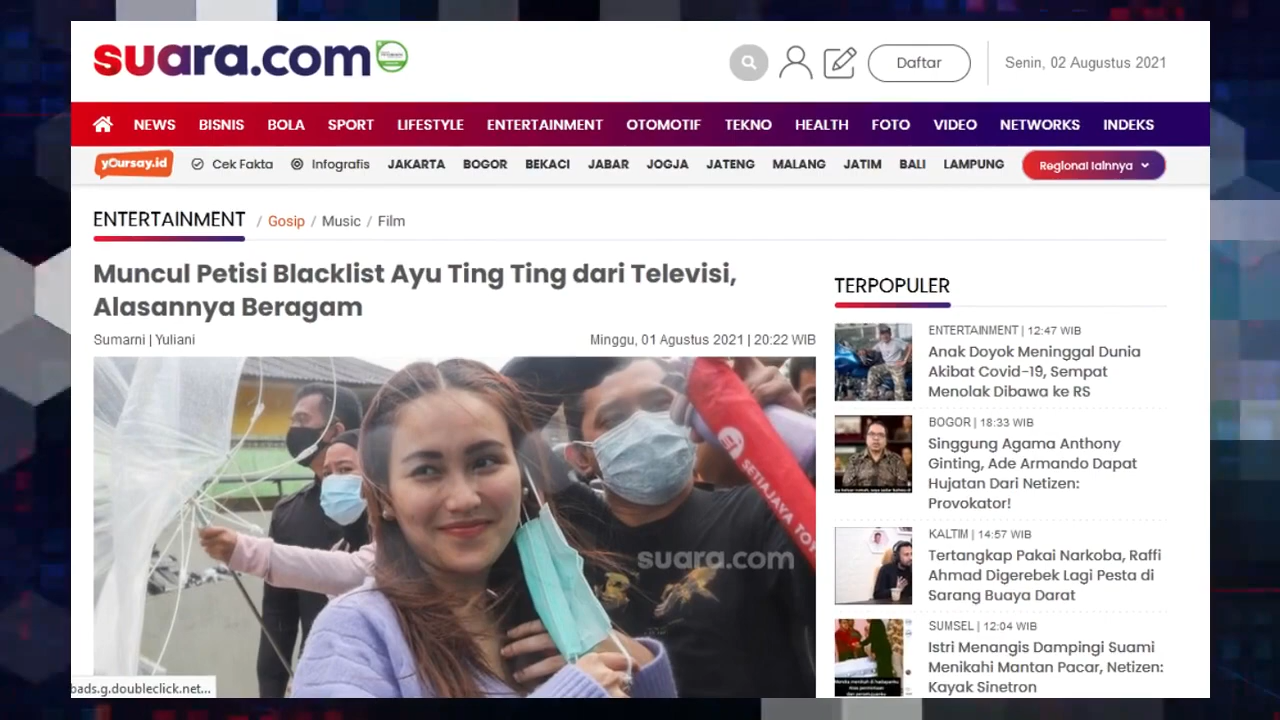 suara.com
Daftar
Senin, 02 Augustus 2021
NEWS BISNIS BOLA SPORT LIFESTYLE ENTERTAINMENT OTOMOTIF TEKNO HEALTH FOTO VIDEO NETWORKS INDEKS
yoursay.id Cek Fakta Infografis JAKARTA BOGOR BEKACI JABAR JOGJA JATENG MALANG JATIM BALI LAMPUNG Regional lainnya
ENTERTAINMENT / Gosip / Music / Film
Muncul Petisi Blacklist Ayu Ting Ting dari Televisi,
Alasannya Beragam
Sumarni | Yuliani
Minggu, 01 Agustus 2021 | 20:22 WIB
SETIAJAYA TOY
suara.com
bads.g.doubleclick.net...
TERPOPULER
ENTERTAINMENT | 12:47 WIB
Anak Doyok Meninggal Dunia
Akibat Covid-19, Sempat
Menolak Dibawa ke RS
BOGOR | 18:33 WIB
Singgung Agama Anthony
Ginting, Ade Armando Dapat
Hujatan Dari Netizen:
Provokator!
KALTIM | 14:57 WIB
Tertangkap Pakai Narkoba, Raffi
Ahmad Digerebek Lagi Pesta di
Sarang Buaya Darat
SUMSEL | 12:04 WIB
Istri Menangis Dampingi Suami
Menikahi Mantan Pacar, Netizen:
Kayak Sinetron